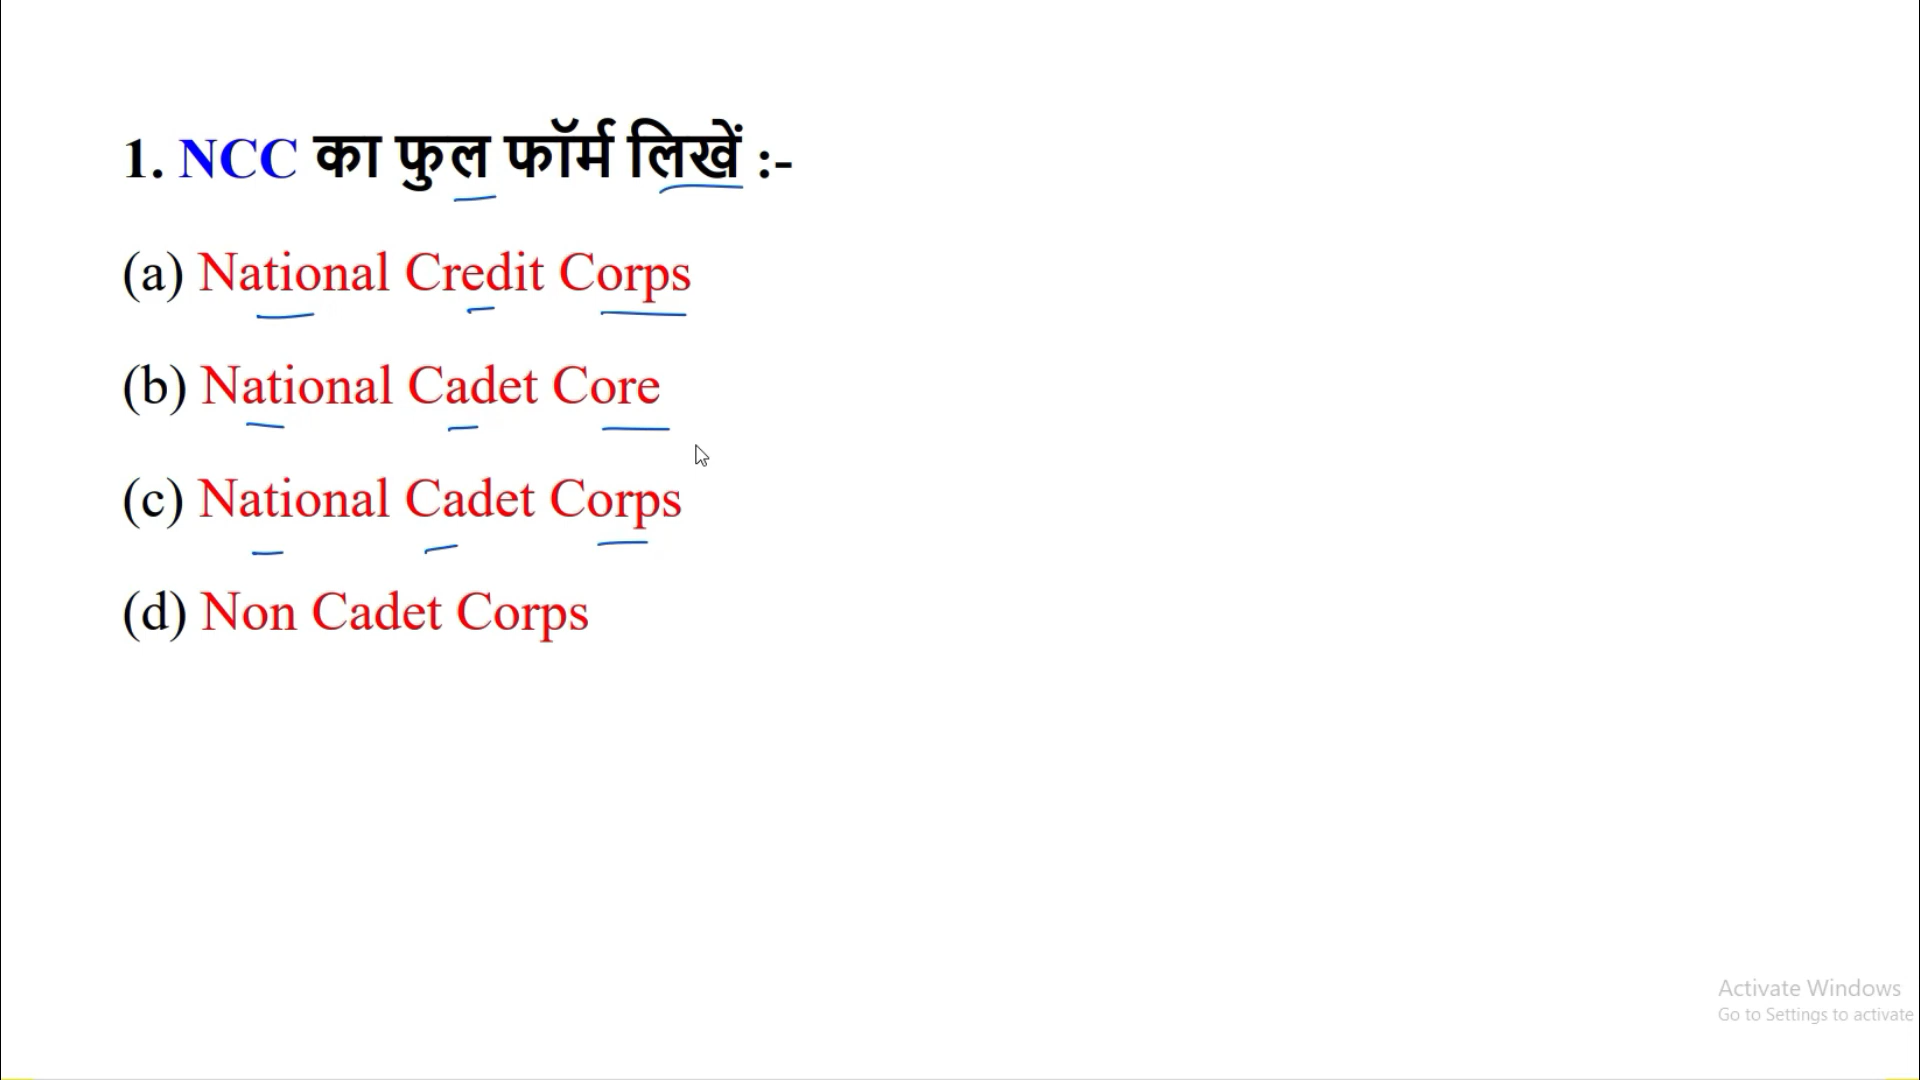 1. NCC का फुल फॉर्म लिखें :-
(a) National Credit Corps
(b) National Cadet Core
(c) National Cadet Corps
(d) Non Cadet Corps
Activate Windows
Go to Settings to activate